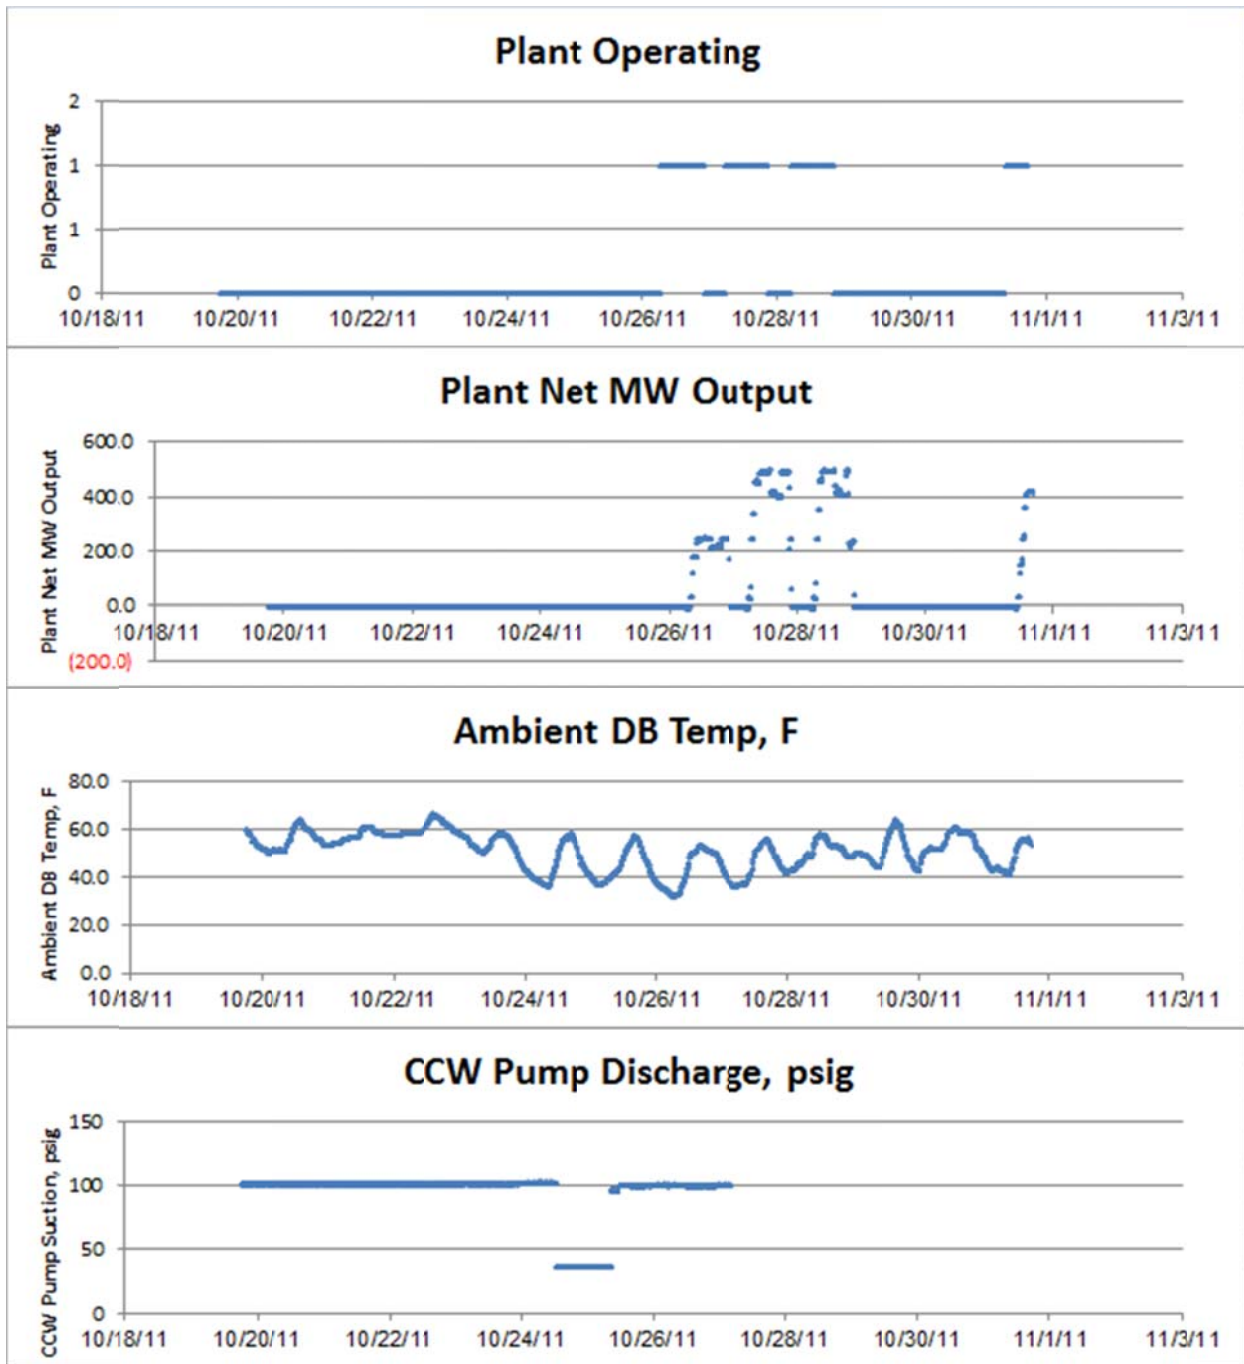 Plant Operating
Plant Operating
2
1
1
0
10/18/11 10/20/11 10/22/11 10/24/11 10/26/11 10/28/11 10/30/11 11/1/11 11/3/11
Plant Net MW Output
Plant Net MW Output
600.0
400.0
200.0
0.0
10/18/11 10/20/11 10/22/11 10/24/11 10/26/11 10/28/11 10/30/11 11/1/11 11/3/11
(200.0)
Ambient DB Temp, F
Ambient DB Temp, F
80.0
60.0
40.0
20.0
0.0
10/18/11 10/20/11 10/22/11 10/24/11 10/26/11 10/28/11 10/30/11 11/1/11 11/3/11
CCW Pump Discharge, psig
CCW Pump Suction, psig
150
100
50
0
10/18/11 10/20/11 10/22/11 10/24/11 10/26/11 10/28/11 10/30/11 11/1/11 11/3/11